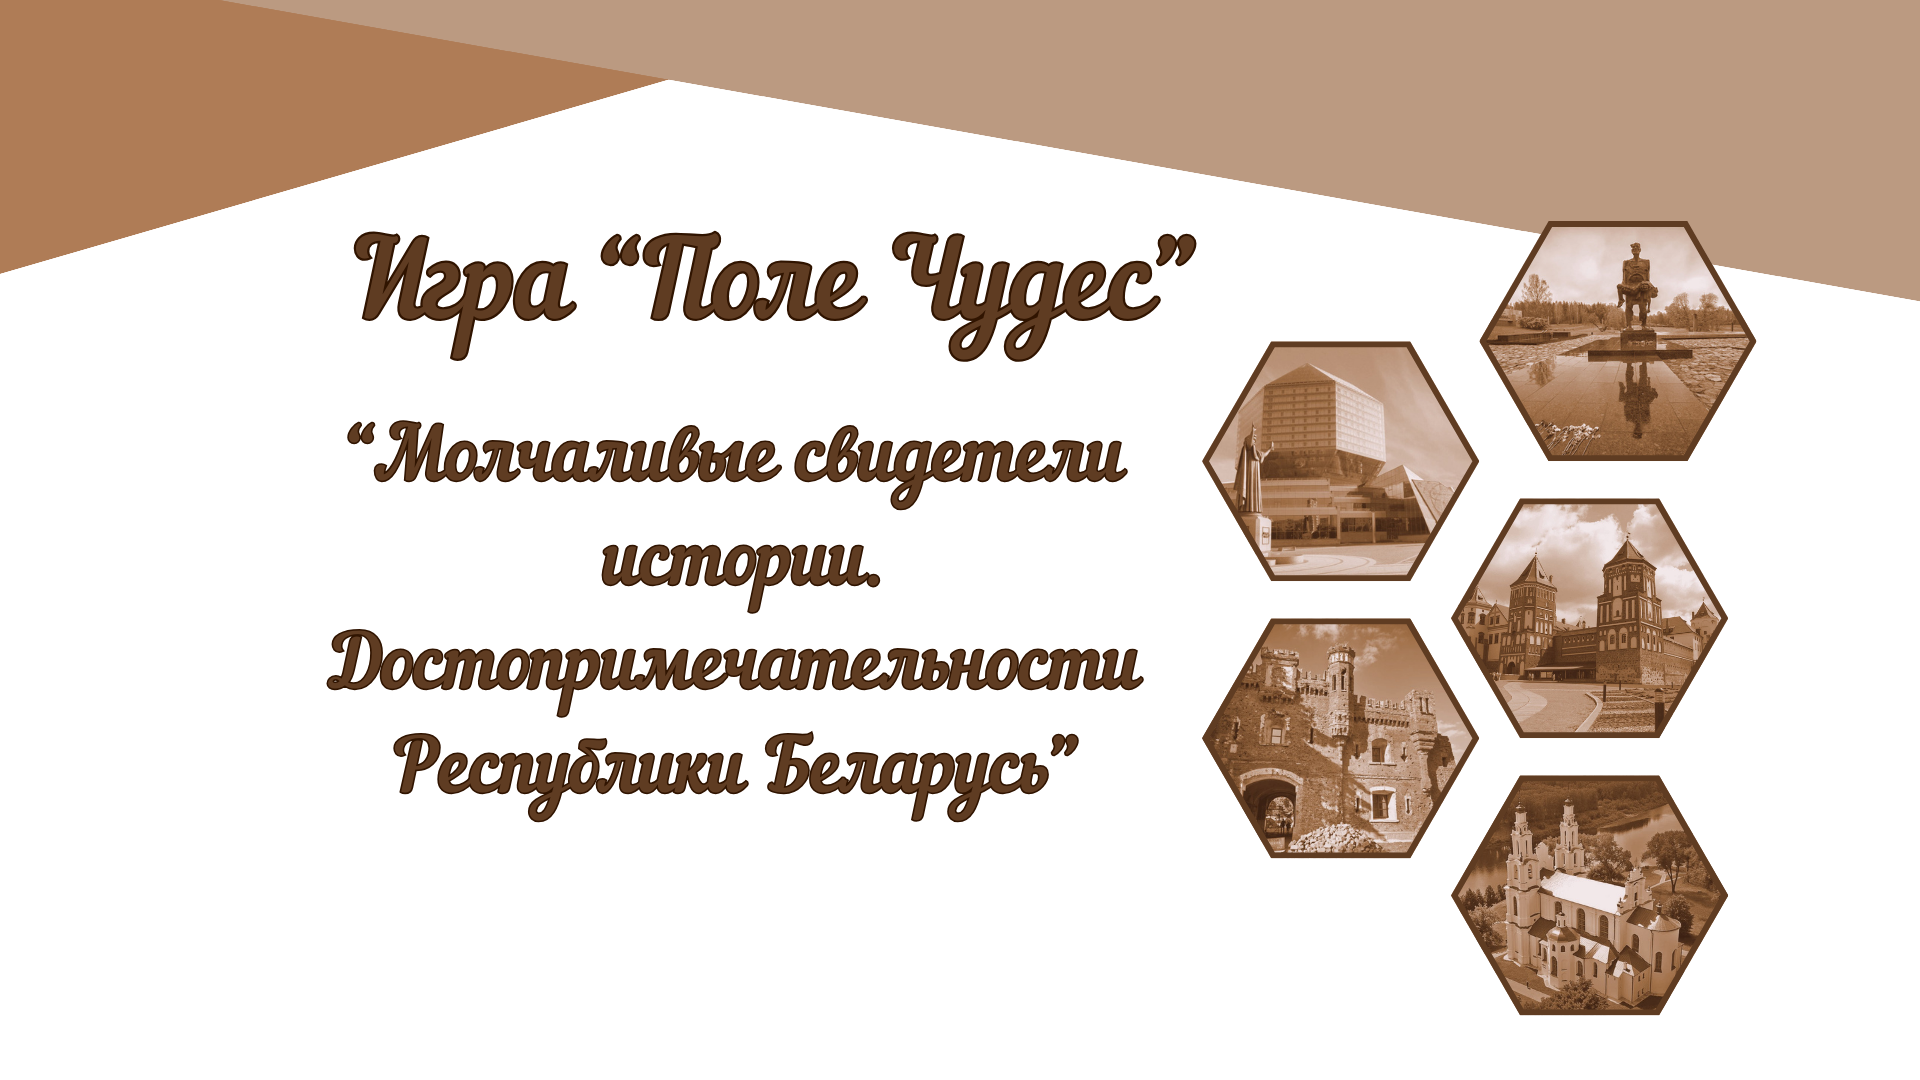 Игра “Поле Чудес”
“Молчаливые свидетели
истории.
Достопримечательности
Республики Беларусь”